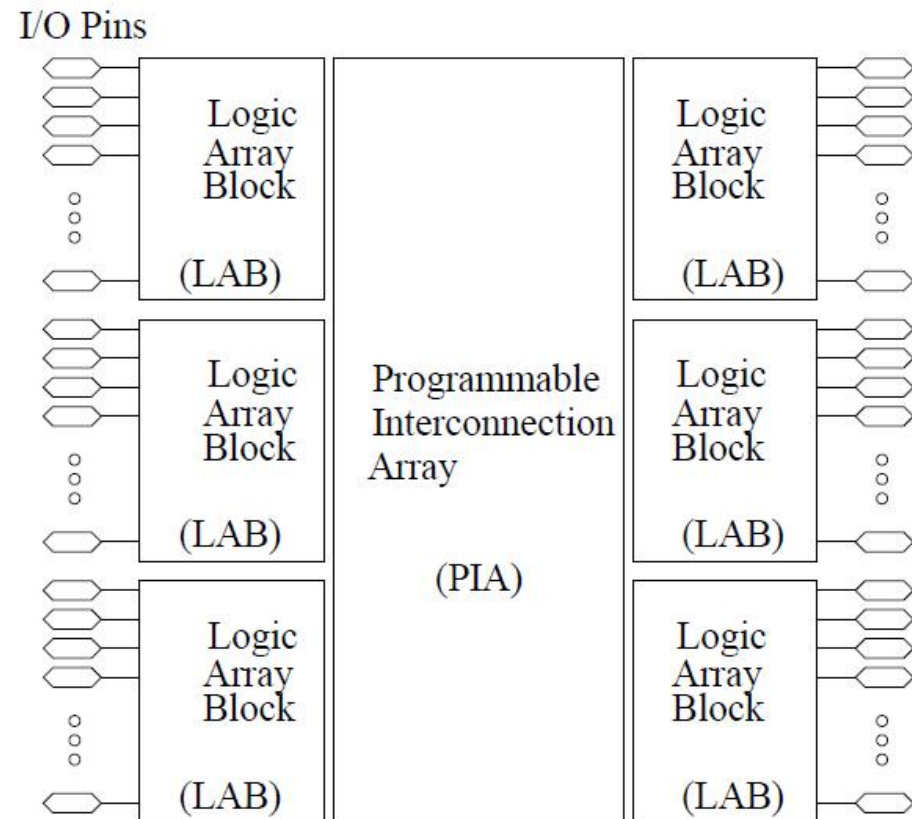 I/O Pins
Logic
Array
Block
(LAB)
Logic
Array
Block
(LAB)
Logic
Array
Block
(LAB)
Programmable
Interconnection
Array
(PIA)
Logic
Array
Block
(LAB)
Logic
Array
Block
(LAB)
Logic
Array
Block
(LAB)